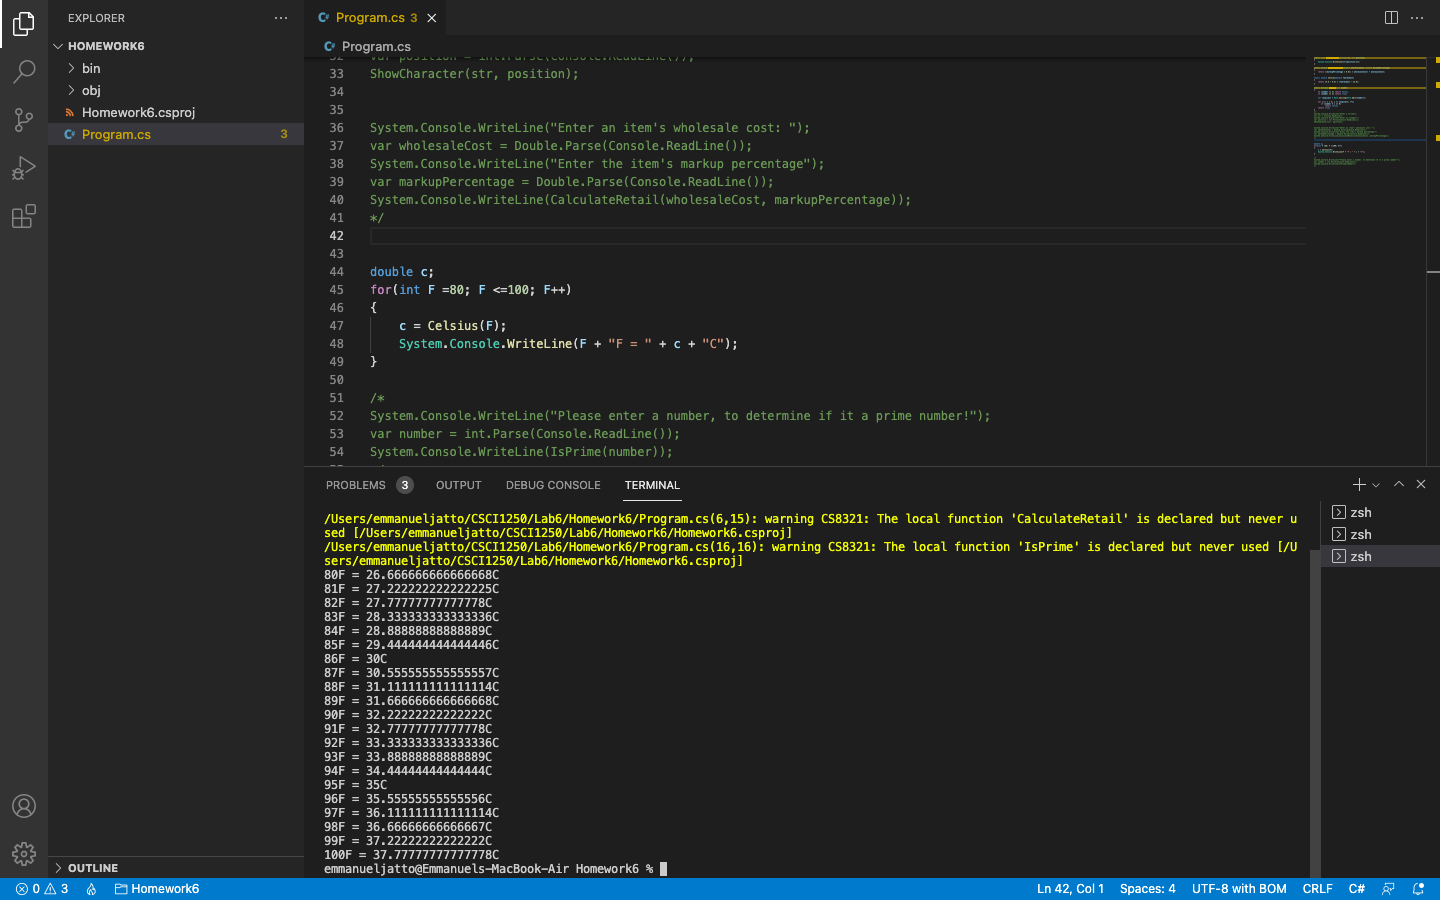 EXPLORER
HOMEWORK6
bin
obj
Homework6.csproj
Program.cs 3
OUTLINE
Program.cs 3
Program.cs
32 var position = int.Parse(Console.ReadLine());
33 ShowCharacter(str, position);
34
35
36 System.Console.WriteLine("Enter an item's wholesale cost: ");
37 var wholesaleCost = Double.Parse(Console.ReadLine());
38 System.Console.WriteLine("Enter the item's markup percentage");
39 var markupPercentage = Double.Parse(Console.ReadLine());
40 System.Console.WriteLine(CalculateRetail(wholesaleCost, markupPercentage));
41 */
42
43
44 double c;
45 for(int F =80; F <=100; F++)
46 {
47 c = Celsius(F);
48 System.Console.WriteLine(F + "F = " + c + "C");
49 }
50
51 /*
52 System.Console.WriteLine("Please enter a number, to determine if it a prime number!");
53 var number = int.Parse(Console.ReadLine());
54 System.Console.WriteLine(IsPrime(number));
PROBLEMS 3 OUTPUT DEBUG CONSOLE TERMINAL
/Users/emmanueljatto/CSCI1250/Lab6/Homework6/Program.cs(6,15): warning CS8321: The local function 'CalculateRetail' is declared but never u
sed [/Users/emmanueljatto/CSCI1250/Lab6/Homework6/Homework6.csproj]
/Users/emmanueljatto/CSCI1250/Lab6/Homework6/Program.cs(16,16): warning CS8321: The local function 'IsPrime' is declared but never used [/U
sers/emmanueljatto/CSCI1250/Lab6/Homework6/Homework6.csproj]
80F = 26.666666666666668C
81F = 27.222222222222225C
82F = 27.77777777777778C
83F = 28.333333333333336C
84F = 28.88888888888889C
85F = 29.444444444444446C
86F = 30C
87F = 30.555555555555557C
88F = 31.111111111111114C
89F = 31.666666666666668C
90F = 32.22222222222222C
91F = 32.77777777777778C
92F = 33.333333333333336C
93F = 33.88888888888889C
94F = 34.44444444444444C
95F = 35C
96F = 35.55555555555556C
97F = 36.111111111111114C
98F = 36.66666666666667C
99F = 37.22222222222222C
100F = 37.77777777777778C
emmanueljatto@Emmanuels-MacBook-Air Homework6 %
zsh
zsh
zsh
0 3 Homework6
Ln 42, Col 1 Spaces: 4 UTF-8 with BOM CRLF C#